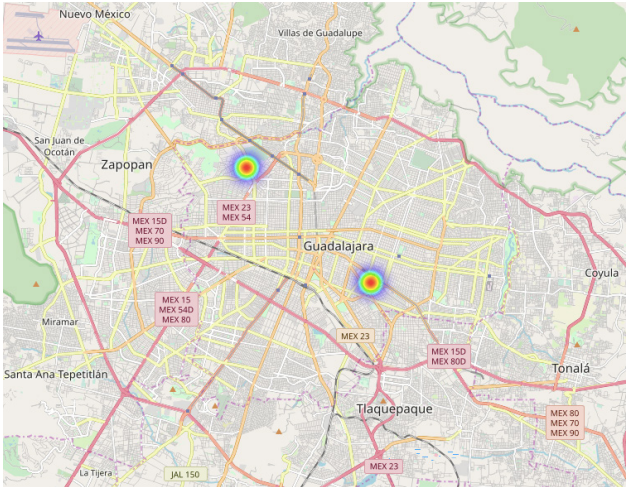 Nuevo México
Villas de Guadalupe
San Juan de
Ocotán
Zapopan
MEX 23
MEX 54
MEX 15D
MEX 70
MEX 90
Guadalajara
Coyula
MEX 15
MEX 54D
MEX 80
Miramar
MEX 23
MEX 15D
MEX 80D
Santa Ana Tepetitlán
Tonalá
Tlaquepaque
MEX 80
MEX 70
MEX 90
La Tijera
JAL 150
MEX 23